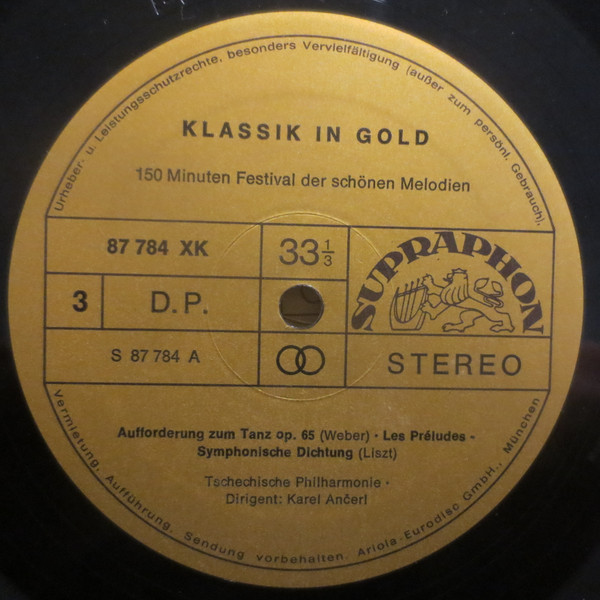 Urheber- u. Leistungsschutzrechte, besonders Vervielfältigung (außer zum persönl. Gebrauch),
KLASSIK IN GOLD
150 Minuten Festival der schönen Melodien
87 784 XK
33 1/3
SUPRAPHON
3
D.P.
S 87 784 A
STEREO
Aufforderung zum Tanz op. 65 (Weber) · Les Préludes -
Symphonische Dichtung (Liszt)
Tschechische Philharmonie ·
Dirigent: Karel Ančerl
Vermietung, Aufführung, Sendung vorbehalten. Ariola-Eurodisc GmbH., München